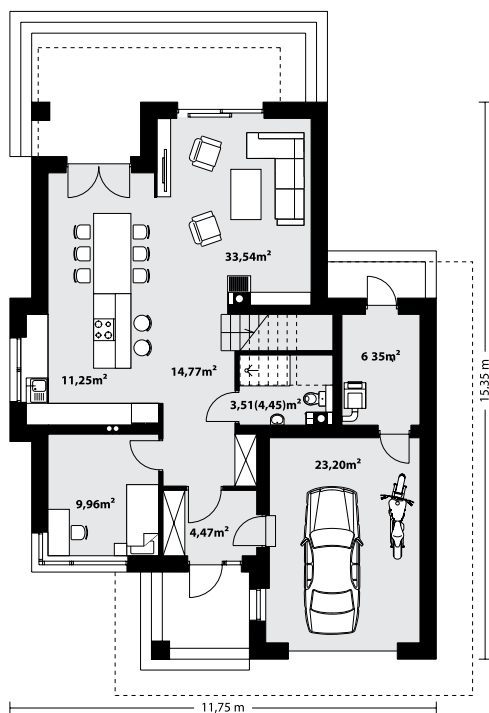 33,54m²
14,77m²
6 35m²
11,25m²
3,51(4,45)m²
23,20m²
9,96m²
4,47m²
15.35 m
11,75 m